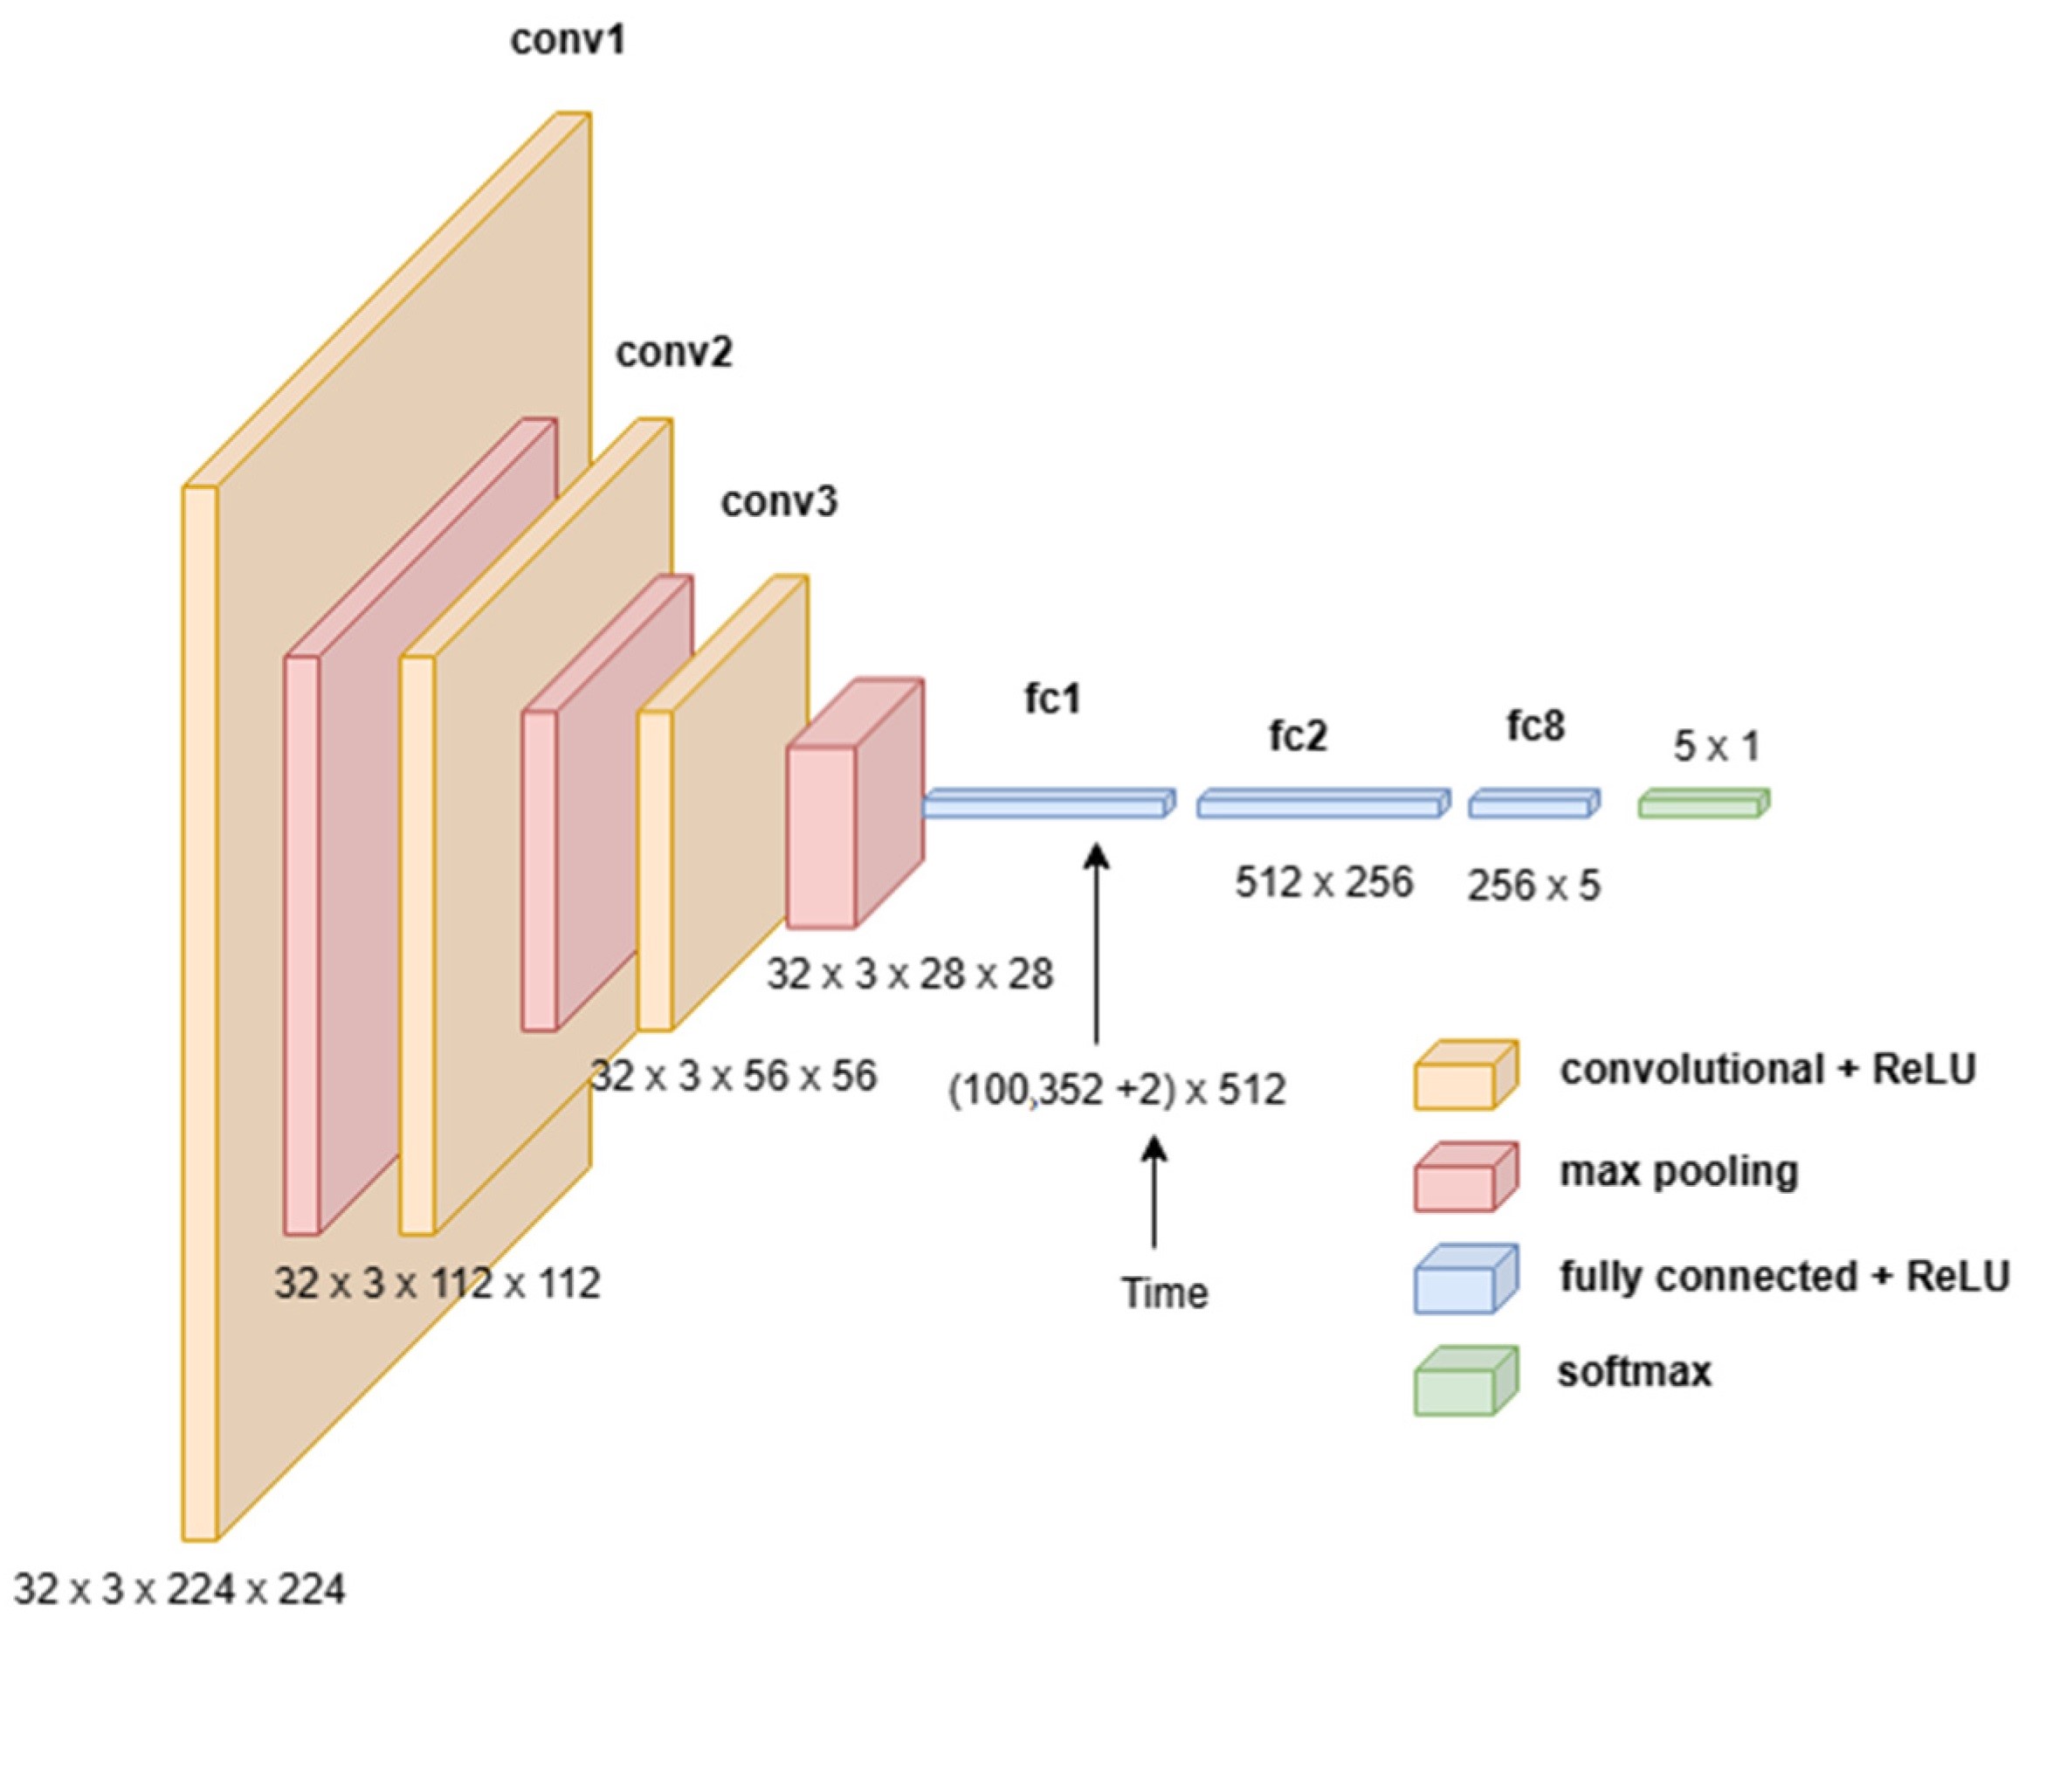 conv1
conv2
conv3
fc1
fc2
fc8
5 x 1
512 x 256
256 x 5
32 x 3 x 28 x 28
32 x 3 x 56 x 56
(100,352 +2) x 512
Time
32 x 3 x 112 x 112
32 x 3 x 224 x 224
convolutional + ReLU
max pooling
fully connected + ReLU
softmax